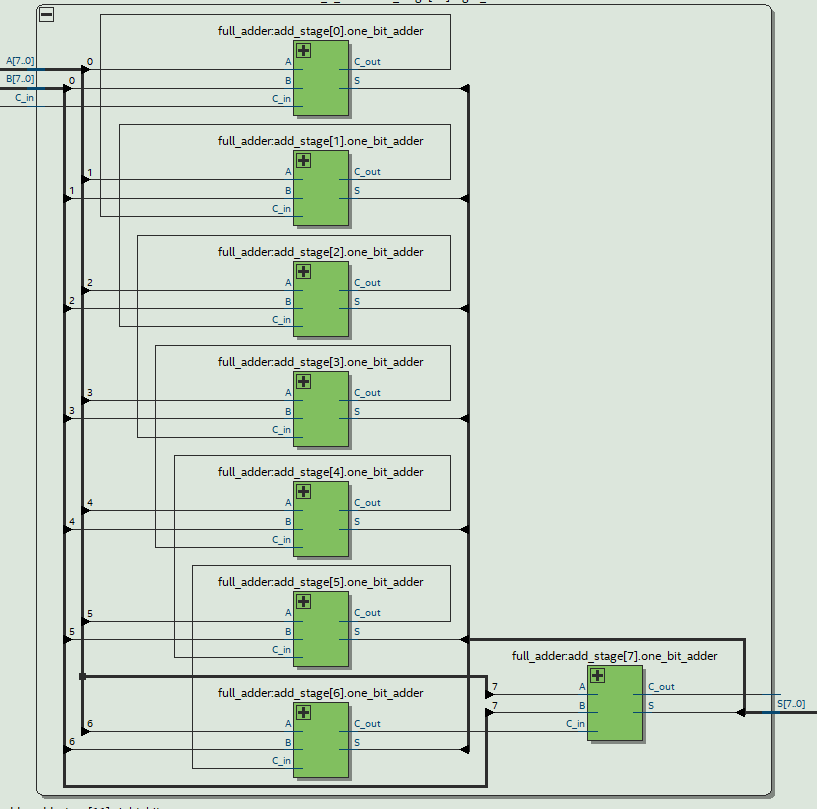 full_adder:add_stage[0].one_bit_adder
A[7..0] 0 A C_out
B[7..0] 0 B S
C_in C_in
full_adder:add_stage[1].one_bit_adder
1 A C_out
1 B S
C_in
full_adder:add_stage[2].one_bit_adder
2 A C_out
2 B S
C_in
full_adder:add_stage[3].one_bit_adder
3 A C_out
3 B S
C_in
full_adder:add_stage[4].one_bit_adder
4 A C_out
4 B S
C_in
full_adder:add_stage[5].one_bit_adder
5 A C_out
5 B S
C_in
full_adder:add_stage[7].one_bit_adder
7 A C_out
7 B S S[7..0]
C_in
full_adder:add_stage[6].one_bit_adder
6 A C_out
6 B S
C_in